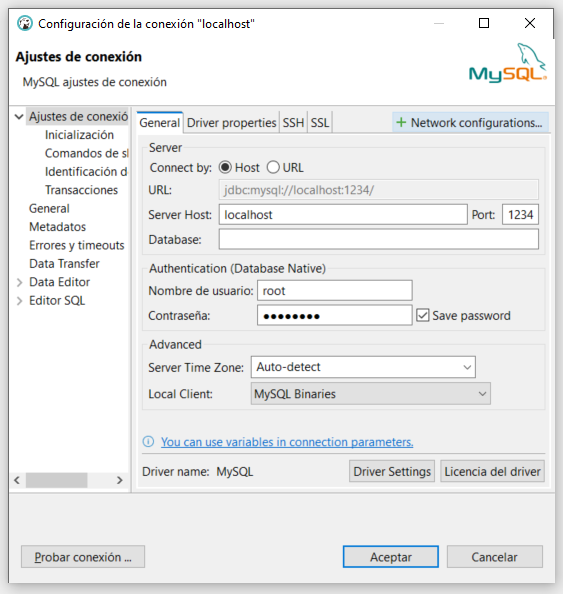 Configuración de la conexión "localhost"
Ajustes de conexión
MySQL ajustes de conexión
MySQL
Ajustes de conexió
Inicialización
Comandos de sl
Identificación d
Transacciones
General
Metadatos
Errores y timeouts
Data Transfer
Data Editor
Editor SQL
General Driver properties SSH SSL + Network configurations...
Server
Connect by: Host URL
URL: jdbc:mysql://localhost:1234/
Server Host: localhost Port: 1234
Database:
Authentication (Database Native)
Nombre de usuario: root
Contraseña: ●●●●●●●● Save password
Advanced
Server Time Zone: Auto-detect
Local Client: MySQL Binaries
You can use variables in connection parameters.
Driver name: MySQL Driver Settings Licencia del driver
Probar conexión ... Aceptar Cancelar